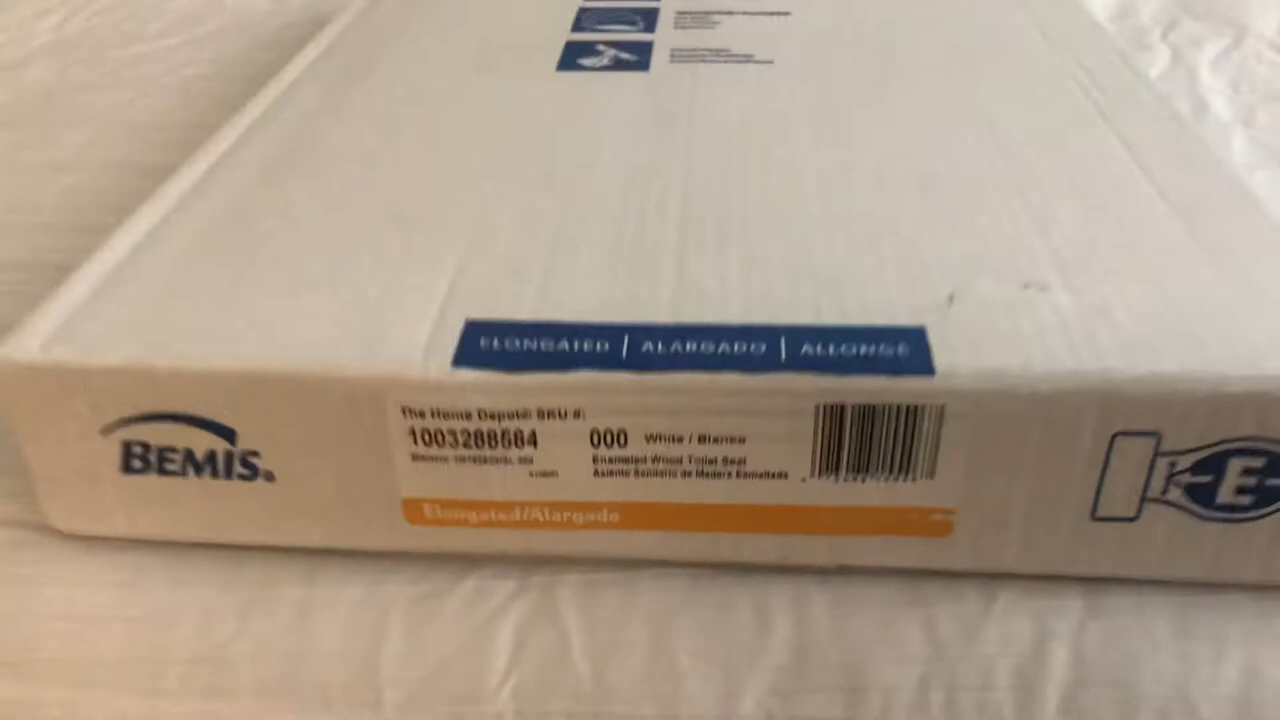 ELONGATED | ALARGADO | ALLONGÉ
BEMIS®
The Home Depot® SKU #:
1003288684
000 White / Blanco
Enameled Wood Toilet Seat
Asiento Sanitario de Madera Esmaltada
Elongated/Alargado
E